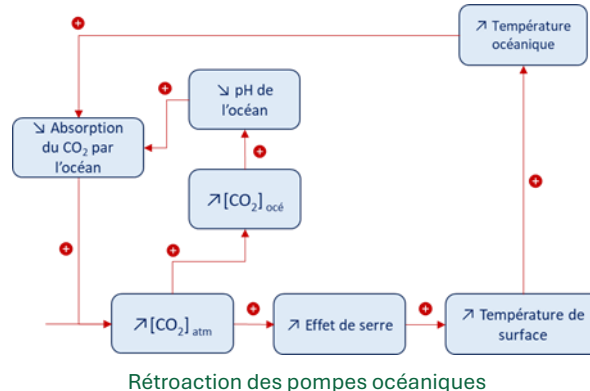 ↗ Température
océanique
↘ pH de
l'océan
↘ Absorption
du CO₂ par
l'océan
↗[CO₂] océ
↗[CO₂] atm
↗ Effet de serre
↗ Température de
surface
+
+
+
+
+
+
+
+
Rétroaction des pompes océaniques